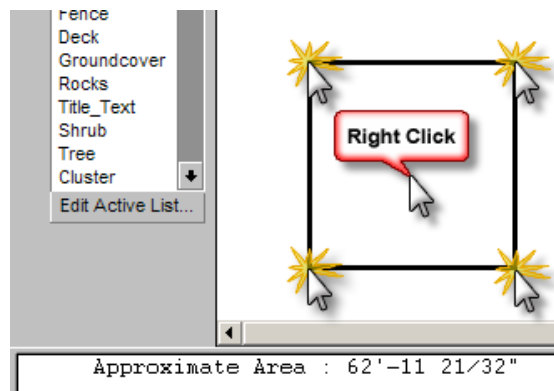 Fence
Deck
Groundcover
Rocks
Title_Text
Shrub
Tree
Cluster
Edit Active List...
Right Click
Approximate Area : 62'-11 21/32"